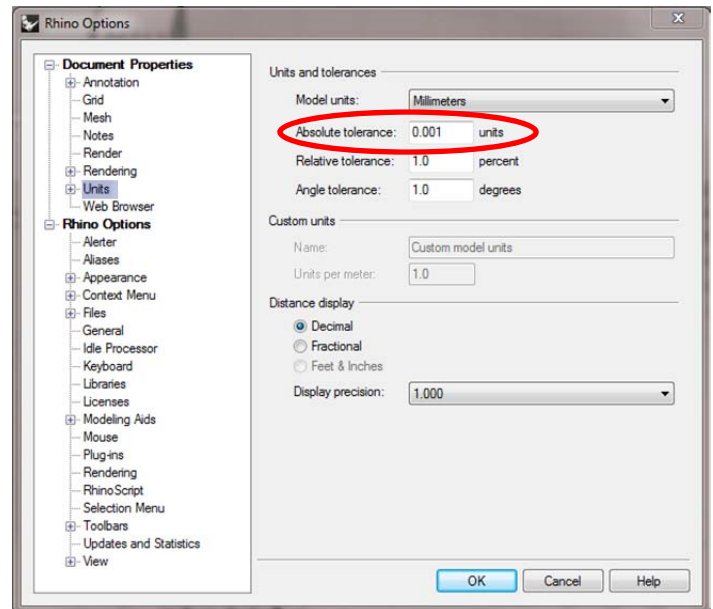 Rhino Options
Document Properties
Annotation
Grid
Mesh
Notes
Render
Rendering
Units
Web Browser
Rhino Options
Alerter
Aliases
Appearance
Context Menu
Files
General
Idle Processor
Keyboard
Libraries
Licenses
Modeling Aids
Mouse
Plug-ins
Rendering
RhinoScript
Selection Menu
Toolbars
Updates and Statistics
View
Units and tolerances
Model units: Millimeters
Absolute tolerance: 0.001 units
Relative tolerance: 1.0 percent
Angle tolerance: 1.0 degrees
Custom units
Name: Custom model units
Units per meter: 1.0
Distance display
Decimal
Fractional
Feet & Inches
Display precision: 1.000
OK Cancel Help